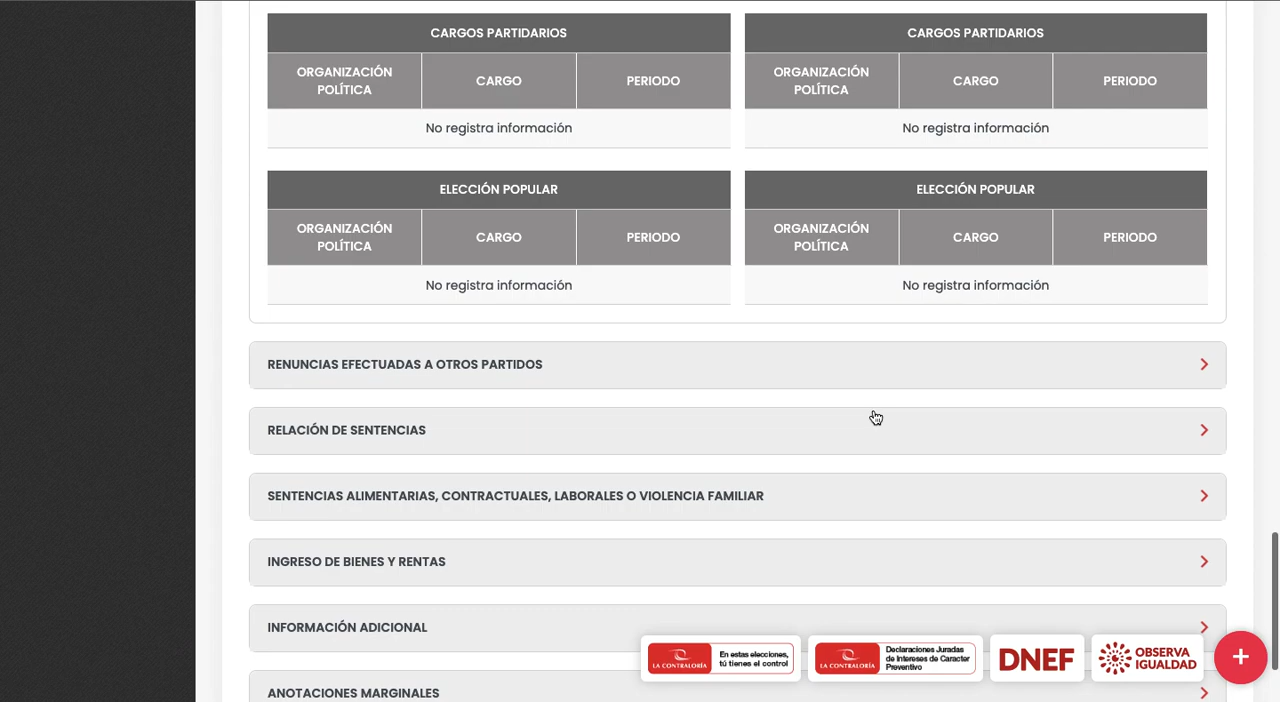 CARGOS PARTIDARIOS
ORGANIZACIÓN POLÍTICA CARGO PERIODO
No registra información
CARGOS PARTIDARIOS
ORGANIZACIÓN POLÍTICA CARGO PERIODO
No registra información
ELECCIÓN POPULAR
ORGANIZACIÓN POLÍTICA CARGO PERIODO
No registra información
ELECCIÓN POPULAR
ORGANIZACIÓN POLÍTICA CARGO PERIODO
No registra información
RENUNCIAS EFECTUADAS A OTROS PARTIDOS
RELACIÓN DE SENTENCIAS
SENTENCIAS ALIMENTARIAS, CONTRACTUALES, LABORALES O VIOLENCIA FAMILIAR
INGRESO DE BIENES Y RENTAS
INFORMACIÓN ADICIONAL
ANOTACIONES MARGINALES
LA CONTRALORÍA
En estas elecciones,
tú tienes el control
LA CONTRALORÍA
Declaraciones Juradas
de Intereses de Caracter
Preventivo
DNEF
OBSERVA
IGUALDAD
+